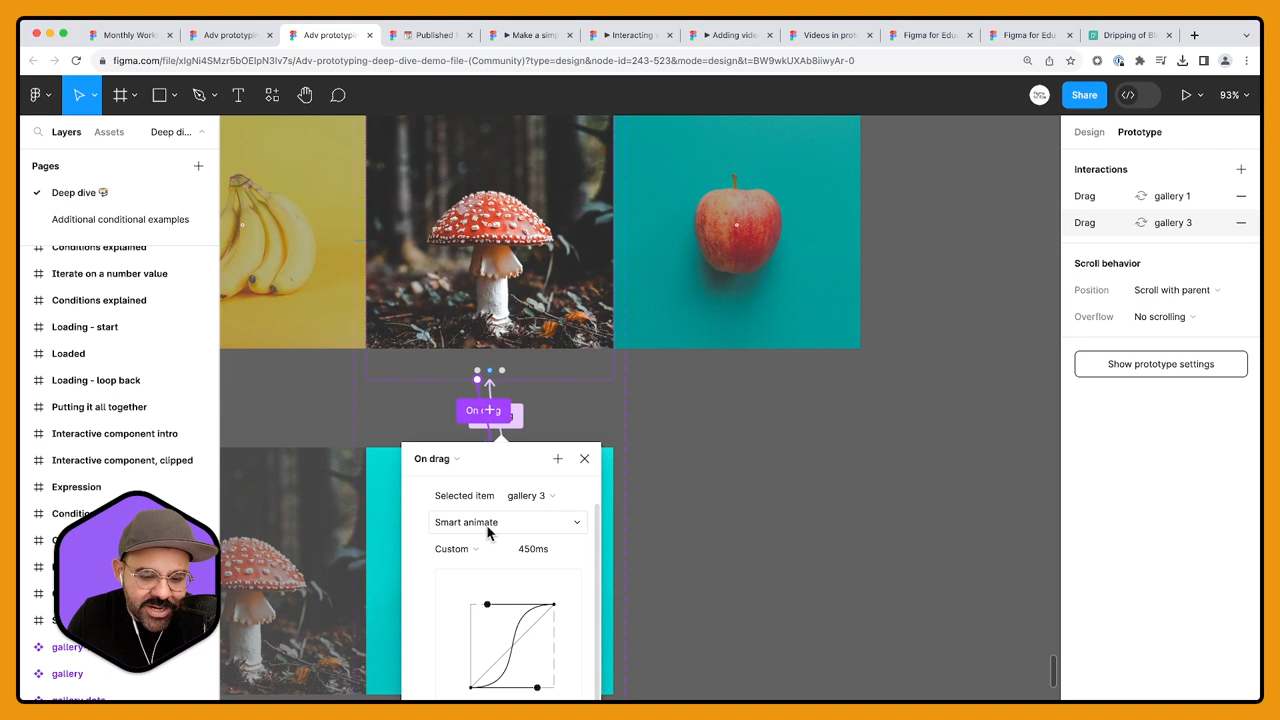 Monthly Work
Adv prototypin
Adv prototypin
Published
Make a simp
Interacting
Adding vide
Videos in prot
Figma for Edu
Figma for Edu
Dripping of Bl
figma.com/file/xIgNi4SMzr5bOEIpN3Iv7s/Adv-prototyping-deep-dive-demo-file-(Community)?type=design&node-id=243-523&mode=design&t=BW9wkUXAb8iiwyAr-0
Share
93%
Layers
Assets
Deep di...
Pages
Deep dive
Additional conditional examples
Conditions explained
Iterate on a number value
Conditions explained
Loading - start
Loaded
Loading - loop back
Putting it all together
Interactive component intro
Interactive component, clipped
Expression
gallery
gallery
gallery dots
On drag
On drag
Selected item
gallery 3
Smart animate
Custom
450ms
Design
Prototype
Interactions
Drag
gallery 1
Drag
gallery 3
Scroll behavior
Position
Scroll with parent
Overflow
No scrolling
Show prototype settings